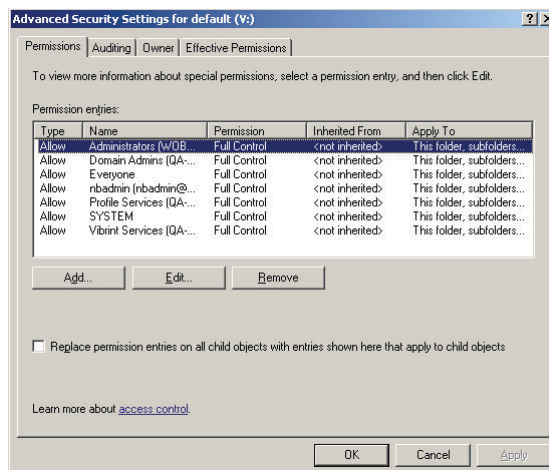 Advanced Security Settings for default (V:)
Permissions Auditing Owner Effective Permissions
To view more information about special permissions, select a permission entry, and then click Edit.
Permission entries:
Type Name Permission Inherited From Apply To
Allow Administrators (WOB... Full Control <not inherited> This folder, subfolders...
Allow Domain Admins (QA-... Full Control <not inherited> This folder, subfolders...
Allow Everyone Full Control <not inherited> This folder, subfolders...
Allow nbadmin (nbadmin@... Full Control <not inherited> This folder, subfolders...
Allow Profile Services (QA-... Full Control <not inherited> This folder, subfolders...
Allow SYSTEM Full Control <not inherited> This folder, subfolders...
Allow Vibrint Services (QA-... Full Control <not inherited> This folder, subfolders...
Add... Edit... Remove
Replace permission entries on all child objects with entries shown here that apply to child objects
Learn more about access control.
OK Cancel Apply